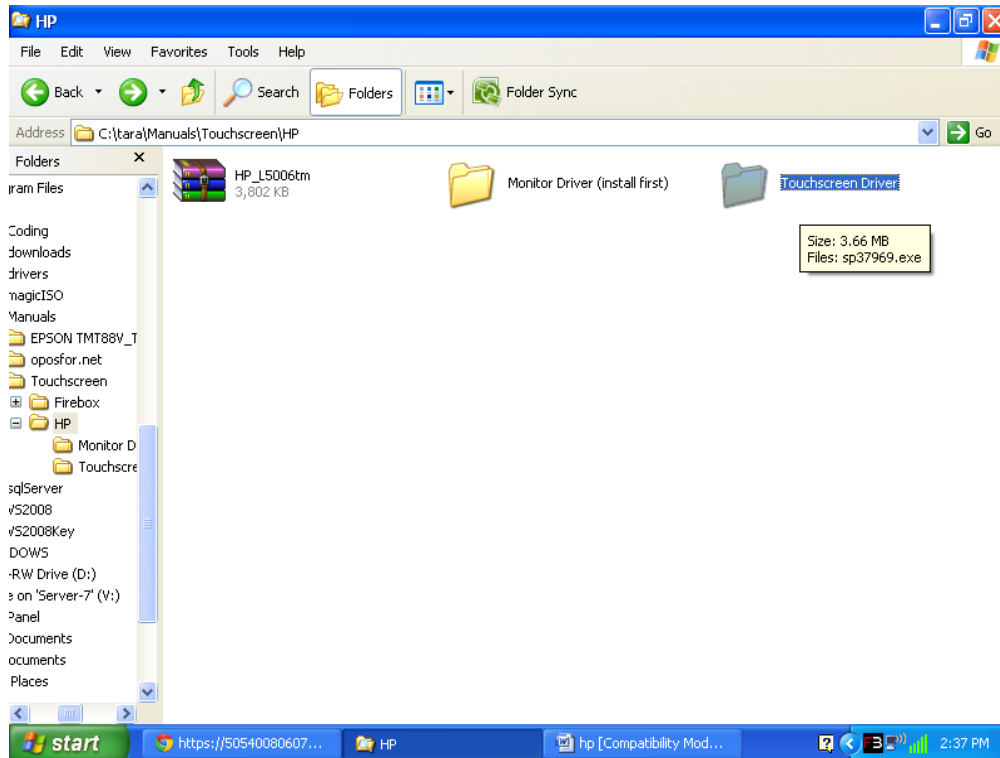 HP
File Edit View Favorites Tools Help
Back Search Folders Folder Sync
Address C:\tara\Manuals\Touchscreen\HP Go
Folders
gram Files
Coding
downloads
drivers
magicISO
Manuals
EPSON TMT88V_T
oposfor.net
Touchscreen
Firebox
HP
Monitor D
Touchscre
sqlServer
VS2008
VS2008Key
DOWS
-RW Drive (D:)
e on 'Server-7' (V:)
Panel
Documents
ocuments
Places
HP_L5006tm
3,802 KB
Monitor Driver (install first)
Touchscreen Driver
Size: 3.66 MB
Files: sp37969.exe
start https://50540080607... HP hp [Compatibility Mod... 2:37 PM